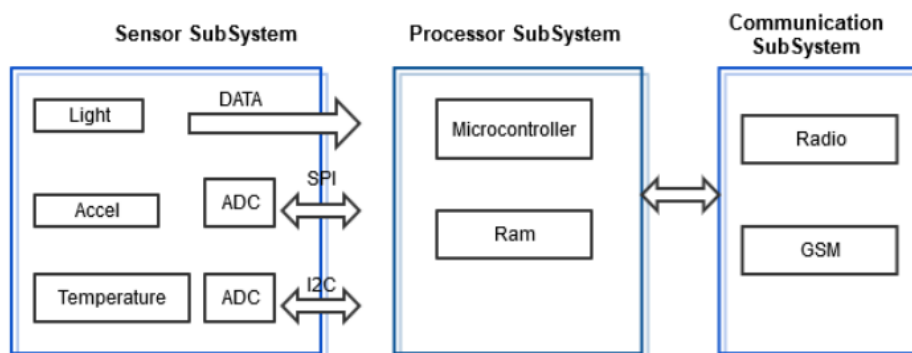 Sensor SubSystem
Processor SubSystem
Communication
SubSystem
Light
DATA
Accel
ADC
SPI
Temperature
ADC
I2C
Microcontroller
Ram
Radio
GSM